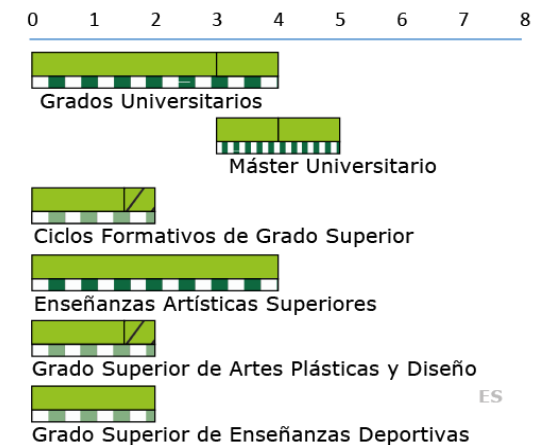 0 1 2 3 4 5 6 7 8
Grados Universitarios
Máster Universitario
Ciclos Formativos de Grado Superior
Enseñanzas Artísticas Superiores
Grado Superior de Artes Plásticas y Diseño
ES
Grado Superior de Enseñanzas Deportivas